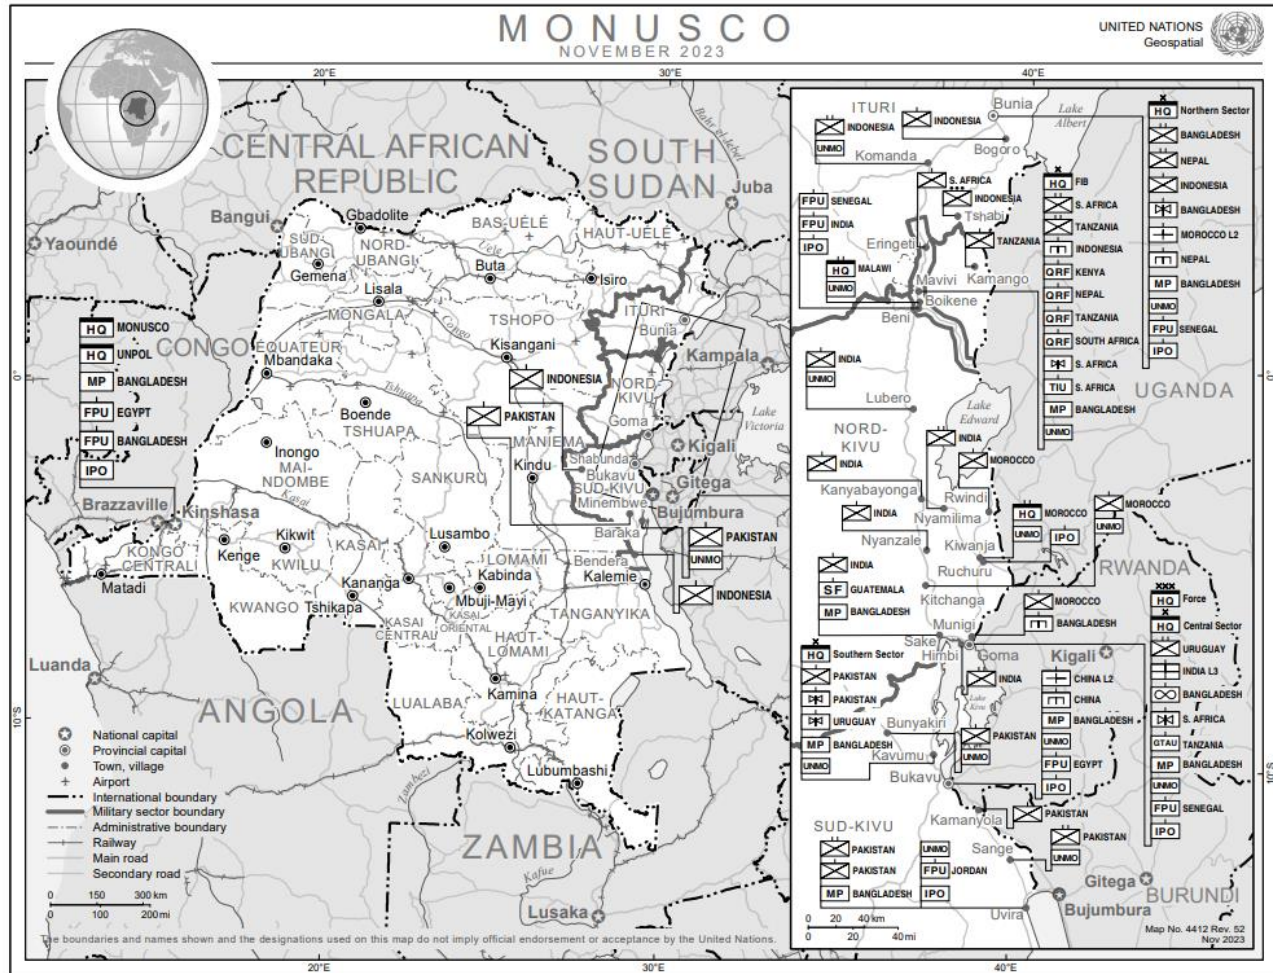 MONUSCO
NOVEMBER 2023
UNITED NATIONS
Geospatial
20°E
30°E
40°E
CENTRAL AFRICAN
REPUBLIC
SOUTH
SUDAN
Bahr el Jebel
Juba
Bangui
Gbadolite
Yaoundé
BAS-UÉLÉ
HAUT-UÉLÉ
SUD-
UBANGI
NORD-
UBANGI
Uele
Gemena
Buta
Isiro
Lisala
MONGALA
Congo
TSHOPO
ITURI
Bunia
HQ MONUSCO
HQ UNPOL
MP BANGLADESH
FPU EGYPT
FPU BANGLADESH
IPO
CONGO
ÉQUATEUR
Mbandaka
Kisangani
Kampala
0°
INDONESIA
NORD-
KIVU
Tshuapa
Boende
TSHUAPA
PAKISTAN
MANIEMA
Goma
Lake
Victoria
Inongo
MAI-
NDOMBE
SANKURU
Kindu
Shabunda
Bukavu
Kigali
SUD-KIVU
Gitega
Kasai
Minembwe
Bujumbura
Brazzaville
Kinshasa
Baraka
PAKISTAN
UNMO
KONGO
CENTRAL
Kenge
Kikwit
KWILU
KASAI
Lusambo
LOMAMI
Bendera
Matadi
Kananga
Kabinda
Kalemie
INDONESIA
KWANGO
Tshikapa
Mbuji-Mayi
TANGANYIKA
KASAI
CENTRAL
KASAI
ORIENTAL
HAUT-
LOMAMI
Luanda
Kamina
ANGOLA
LUALABA
HAUT-
KATANGA
10°S
Kolwezi
Lubumbashi
Zambezi
ZAMBIA
Kafue
Lusaka
National capital
Provincial capital
Town, village
Airport
International boundary
Military sector boundary
Administrative boundary
Railway
Main road
Secondary road
0 150 300 km
0 100 200 mi
The boundaries and names shown and the designations used on this map do not imply official endorsement or acceptance by the United Nations.
20°E
30°E
40°E
ITURI
Bunia
Lake
Albert
INDONESIA
UNMO
INDONESIA
Bogoro
Komanda
HQ Northern Sector
BANGLADESH
NEPAL
INDONESIA
BANGLADESH
MOROCCO L2
NEPAL
MP BANGLADESH
UNMO
FPU SENEGAL
IPO
S. AFRICA
INDONESIA
Tshabi
FPU SENEGAL
FPU INDIA
IPO
Eringeti
TANZANIA
Kamango
HQ MALAWI
UNMO
Mavivi
Boikene
Beni
HQ FIB
S. AFRICA
TANZANIA
INDONESIA
QRF KENYA
QRF NEPAL
QRF TANZANIA
QRF SOUTH AFRICA
S. AFRICA
TIU S. AFRICA
MP BANGLADESH
UNMO
UGANDA
0°
INDIA
UNMO
Lubero
Lake
Edward
NORD-
KIVU
INDIA
INDIA
MOROCCO
Kanyabayonga
Rwindi
Nyamilima
INDIA
Nyanzale
HQ MOROCCO
UNMO
IPO
MOROCCO
UNMO
Kiwanja
Ruchuru
RWANDA
INDIA
SF GUATEMALA
MP BANGLADESH
Kitchanga
MOROCCO
BANGLADESH
Munigi
Sake
Himbi
Goma
Kigali
HQ Force
HQ Central Sector
URUGUAY
INDIA L3
BANGLADESH
S. AFRICA
GTAU TANZANIA
MP BANGLADESH
UNMO
FPU SENEGAL
IPO
HQ Southern Sector
PAKISTAN
PAKISTAN
URUGUAY
MP BANGLADESH
UNMO
INDIA
Lake
Kivu
CHINA L2
CHINA
MP BANGLADESH
UNMO
FPU EGYPT
IPO
Bunyakiri
PAKISTAN
UNMO
Kavumu
Bukavu
10°S
Kamanyola
PAKISTAN
SUD-KIVU
PAKISTAN
UNMO
Sange
PAKISTAN
PAKISTAN
MP BANGLADESH
UNMO
FPU JORDAN
IPO
Gitega
BURUNDI
Bujumbura
Uvira
0 20 40 km
0 20 40 mi
Map No. 4412 Rev. 52
Nov 2023